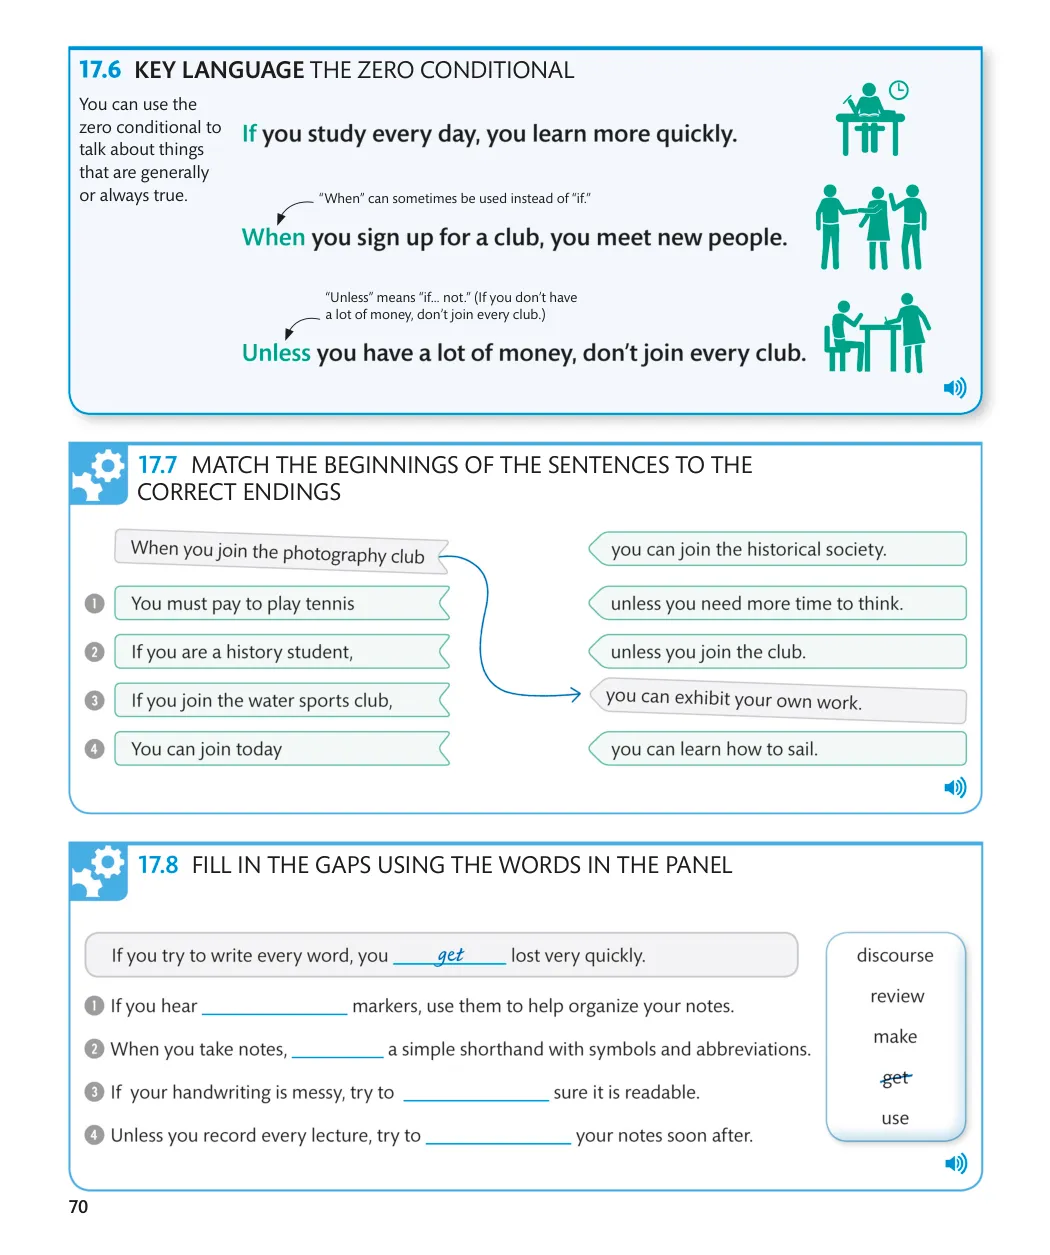 17.6 KEY LANGUAGE THE ZERO CONDITIONAL
You can use the
zero conditional to
talk about things
that are generally
or always true.
If you study every day, you learn more quickly.
“When” can sometimes be used instead of “if.”
When you sign up for a club, you meet new people.
“Unless” means “if... not.” (If you don’t have
a lot of money, don’t join every club.)
Unless you have a lot of money, don’t join every club.
17.7 MATCH THE BEGINNINGS OF THE SENTENCES TO THE
CORRECT ENDINGS
When you join the photography club
you can join the historical society.
1 You must pay to play tennis
unless you need more time to think.
2 If you are a history student,
unless you join the club.
3 If you join the water sports club,
you can exhibit your own work.
4 You can join today
you can learn how to sail.
17.8 FILL IN THE GAPS USING THE WORDS IN THE PANEL
If you try to write every word, you get lost very quickly.
1 If you hear ______ markers, use them to help organize your notes.
2 When you take notes, ______ a simple shorthand with symbols and abbreviations.
3 If your handwriting is messy, try to ______ sure it is readable.
4 Unless you record every lecture, try to ______ your notes soon after.
discourse
review
make
get
use
70